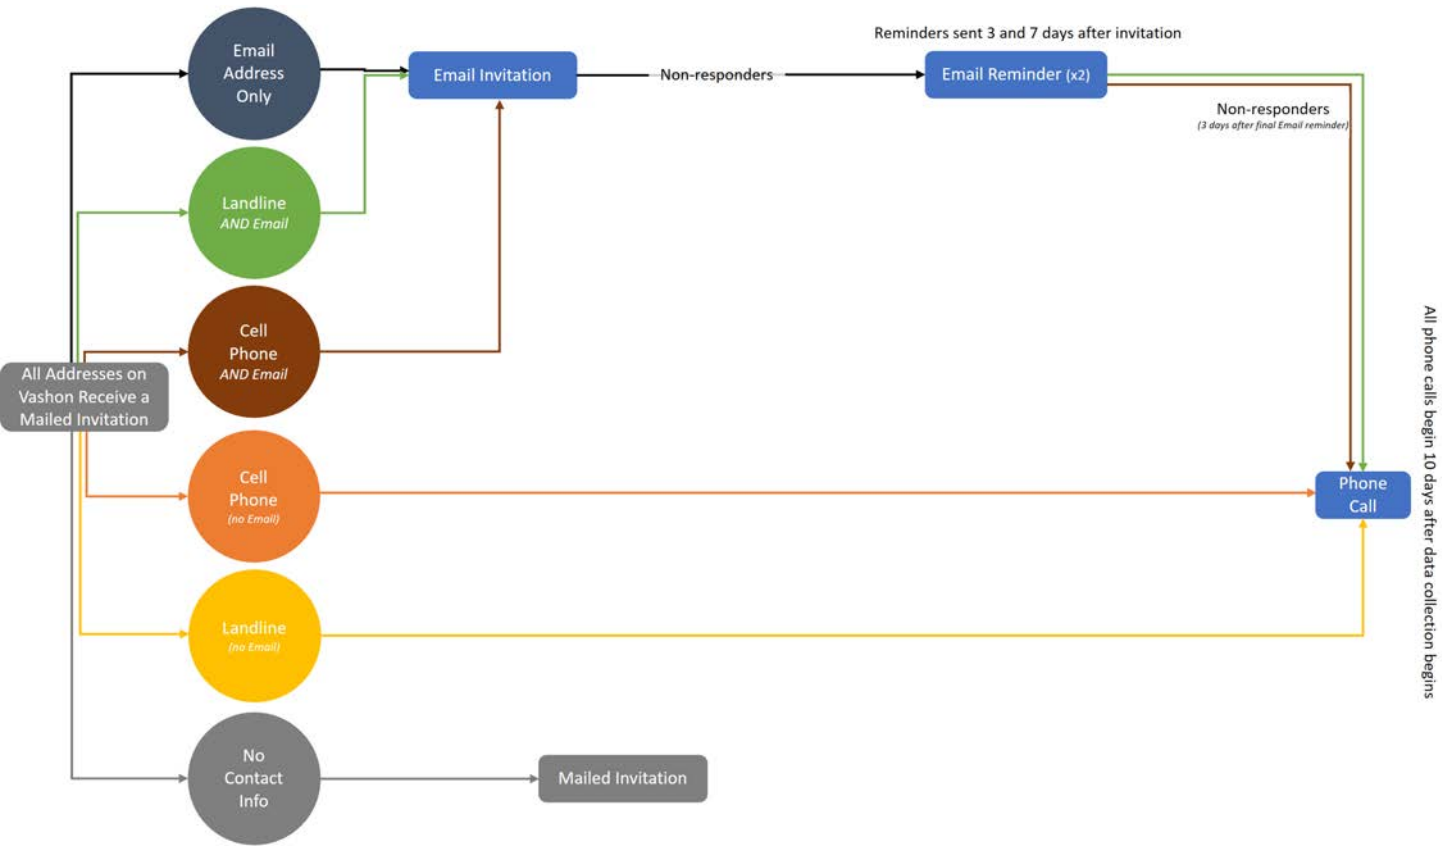 Reminders sent 3 and 7 days after invitation
Email
Address
Only
Email Invitation
Non-responders
Email Reminder (x2)
Non-responders
(3 days after final Email reminder)
Landline
AND Email
Cell
Phone
AND Email
All Addresses on
Vashon Receive a
Mailed Invitation
Cell
Phone
(no Email)
Phone
Call
All phone calls begin 10 days after data collection begins
Landline
(no Email)
No
Contact
Info
Mailed Invitation